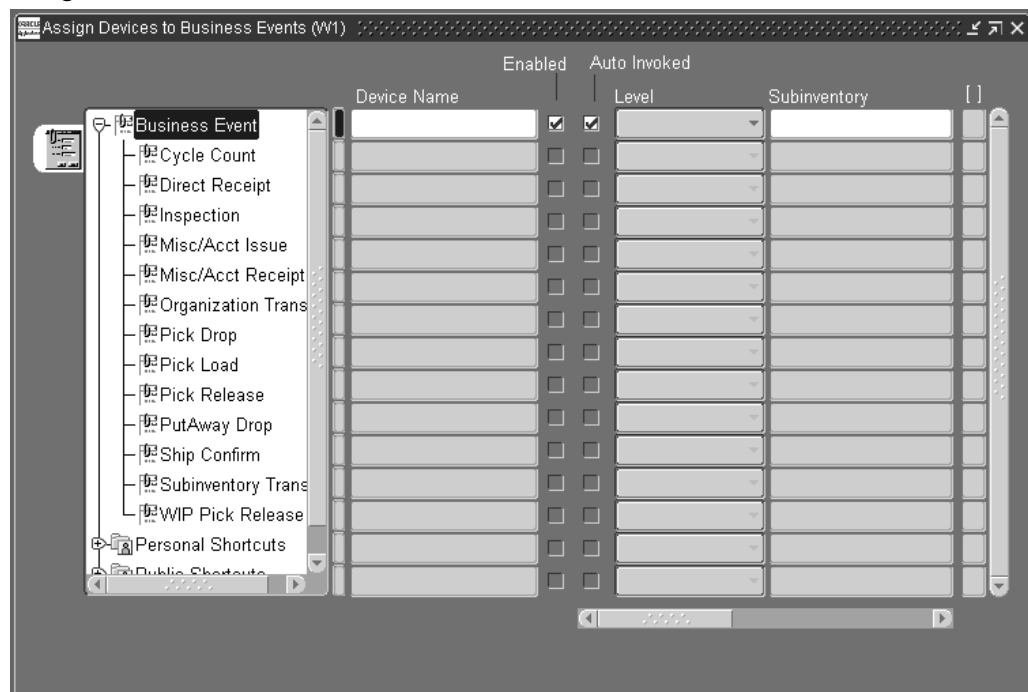 Assign Devices to Business Events (W1)
Enabled Auto Invoked
Device Name Level Subinventory [ ]
Business Event
Cycle Count
Direct Receipt
Inspection
Misc/Acct Issue
Misc/Acct Receipt
Organization Trans
Pick Drop
Pick Load
Pick Release
PutAway Drop
Ship Confirm
Subinventory Trans
WIP Pick Release
Personal Shortcuts
Public Shortcuts